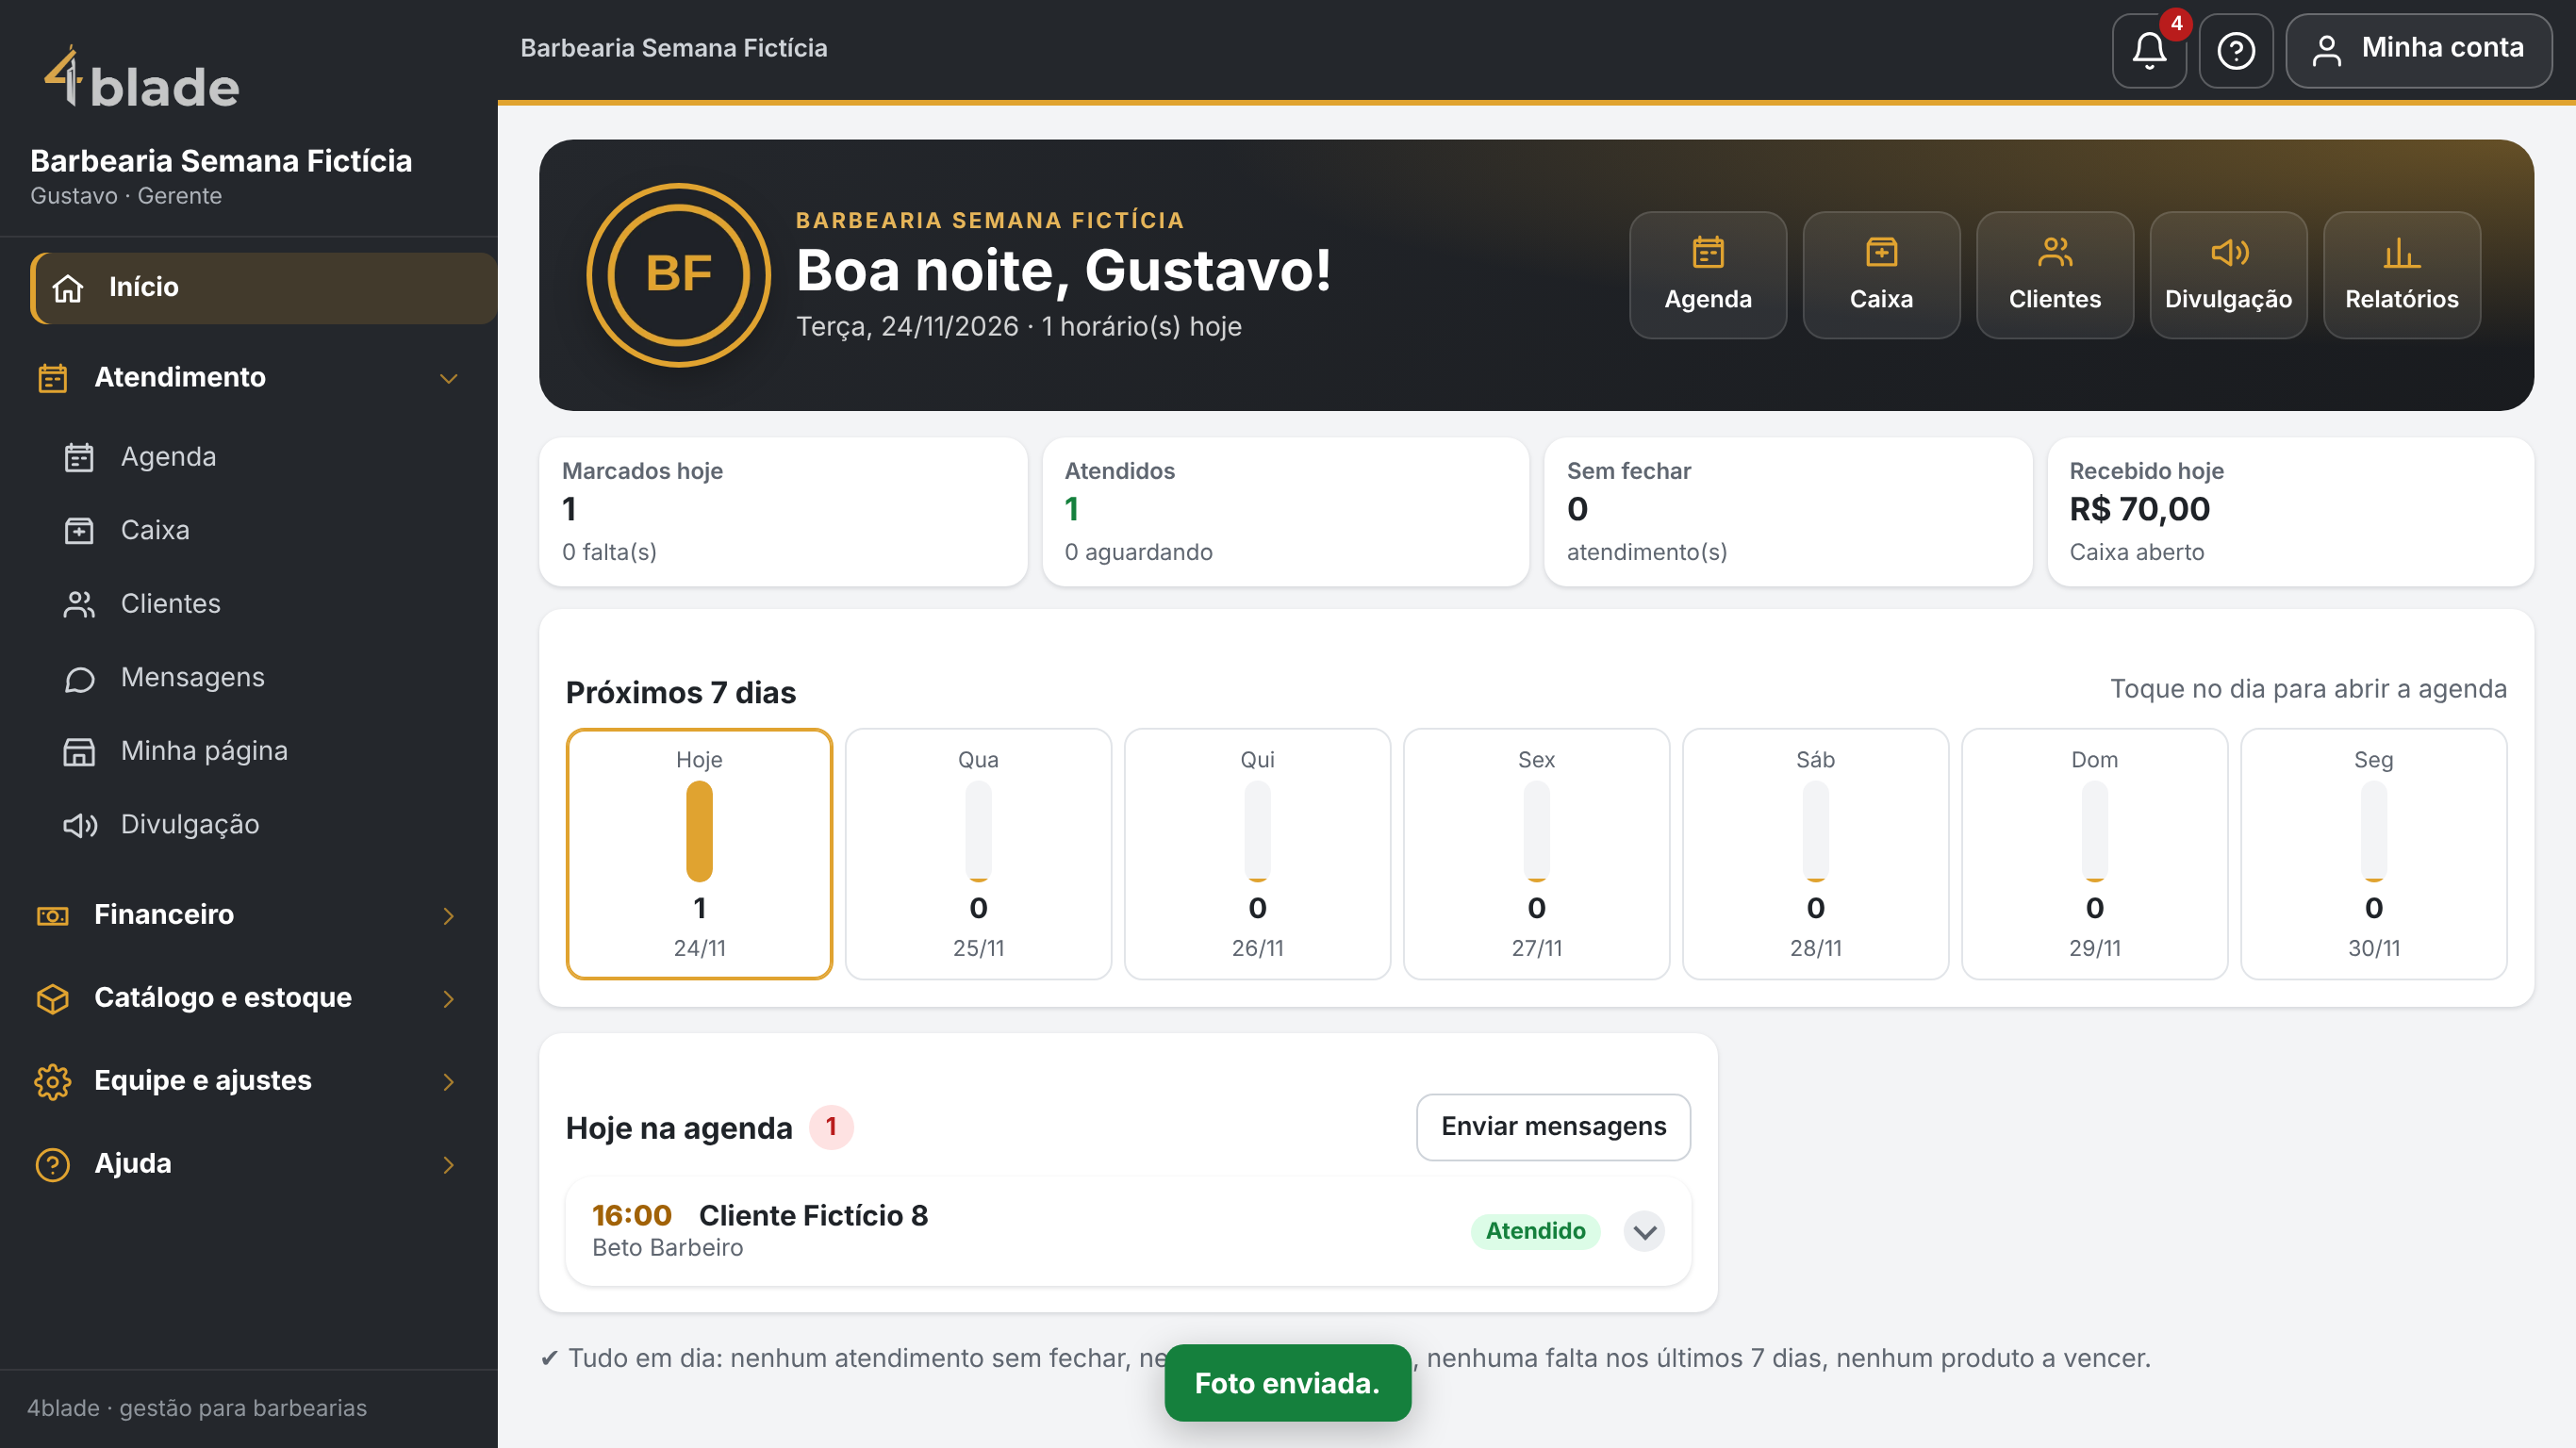 4blade
Barbearia Semana Fictícia
Gustavo · Gerente
Início
Atendimento
Agenda
Caixa
Clientes
Mensagens
Minha página
Divulgação
Financeiro
Catálogo e estoque
Equipe e ajustes
Ajuda
4blade · gestão para barbearias
Barbearia Semana Fictícia
4
Minha conta
BF
BARBEARIA SEMANA FICTÍCIA
Boa noite, Gustavo!
Terça, 24/11/2026 · 1 horário(s) hoje
Agenda
Caixa
Clientes
Divulgação
Relatórios
Marcados hoje
1
0 falta(s)
Atendidos
1
0 aguardando
Sem fechar
0
atendimento(s)
Recebido hoje
R$ 70,00
Caixa aberto
Próximos 7 dias
Toque no dia para abrir a agenda
Hoje
1
24/11
Qua
0
25/11
Qui
0
26/11
Sex
0
27/11
Sáb
0
28/11
Dom
0
29/11
Seg
0
30/11
Hoje na agenda 1
Enviar mensagens
16:00 Cliente Fictício 8
Beto Barbeiro
Atendido
✓ Tudo em dia: nenhum atendimento sem fechar, , nenhuma falta nos últimos 7 dias, nenhum produto a vencer.
Foto enviada.